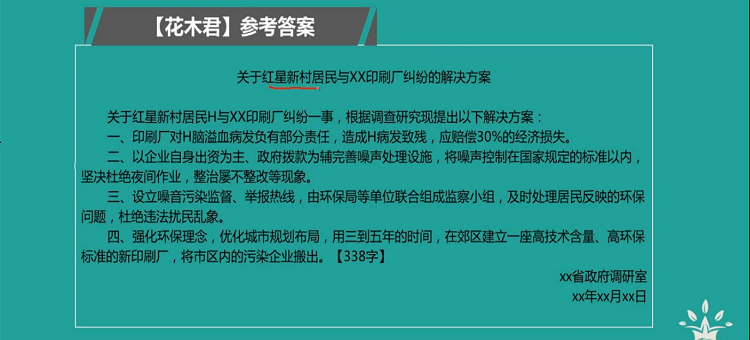 【花木君】参考答案
关于红星新村居民与XX印刷厂纠纷的解决方案
关于红星新村居民H与XX印刷厂纠纷一事，根据调查研究现提出以下解决方案：
一、印刷厂对H脑溢血病发负有部分责任，造成H病发致残，应赔偿30%的经济损失。
二、以企业自身出资为主、政府拨款为辅完善噪声处理设施，将噪声控制在国家规定的标准以内，
坚决杜绝夜间作业，整治屡不整改等现象。
三、设立噪音污染监督、举报热线，由环保局等单位联合组成监察小组，及时处理居民反映的环保
问题，杜绝违法扰民乱象。
四、强化环保理念，优化城市规划布局，用三到五年的时间，在郊区建立一座高技术含量、高环保
标准的新印刷厂，将市区内的污染企业搬出。【338字】
xx省政府调研室
xx年xx月xx日